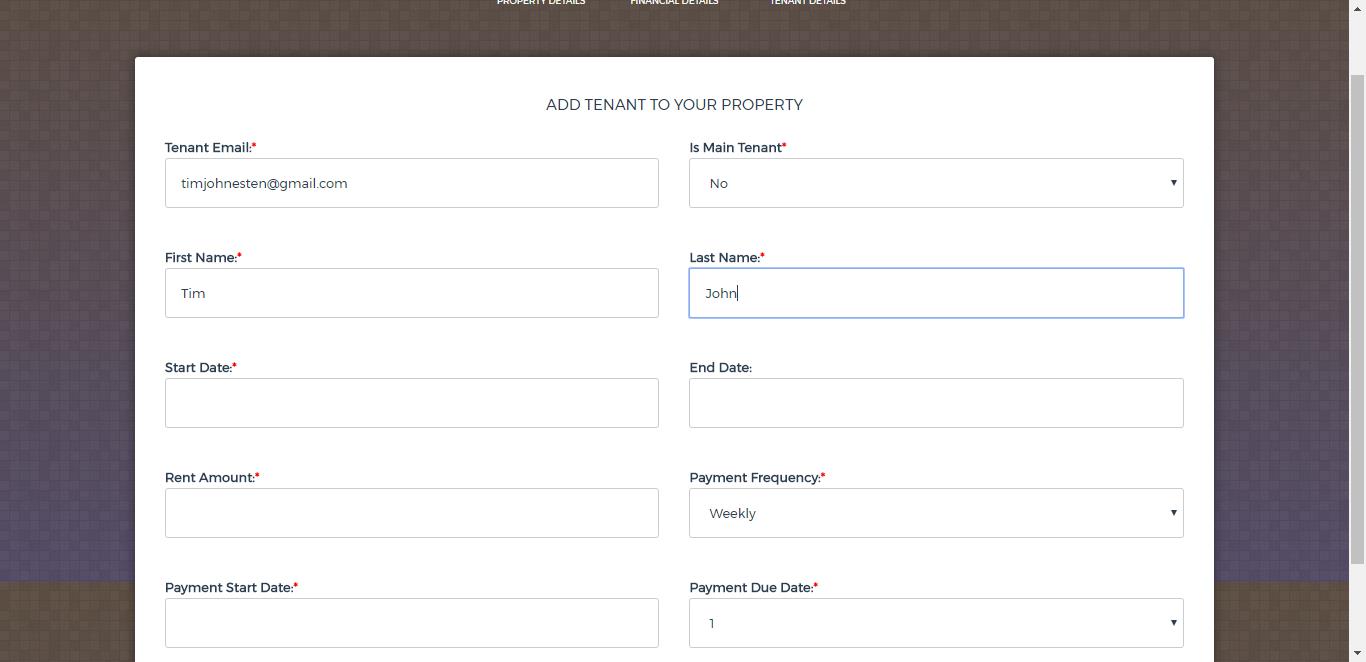 PROPERTY DETAILS FINANCIAL DETAILS TENANT DETAILS
ADD TENANT TO YOUR PROPERTY
Tenant Email:* Is Main Tenant*
timjohnesten@gmail.com No
First Name:* Last Name:*
Tim John
Start Date:* End Date:
Rent Amount:* Payment Frequency:*
Weekly
Payment Start Date:* Payment Due Date:*
1